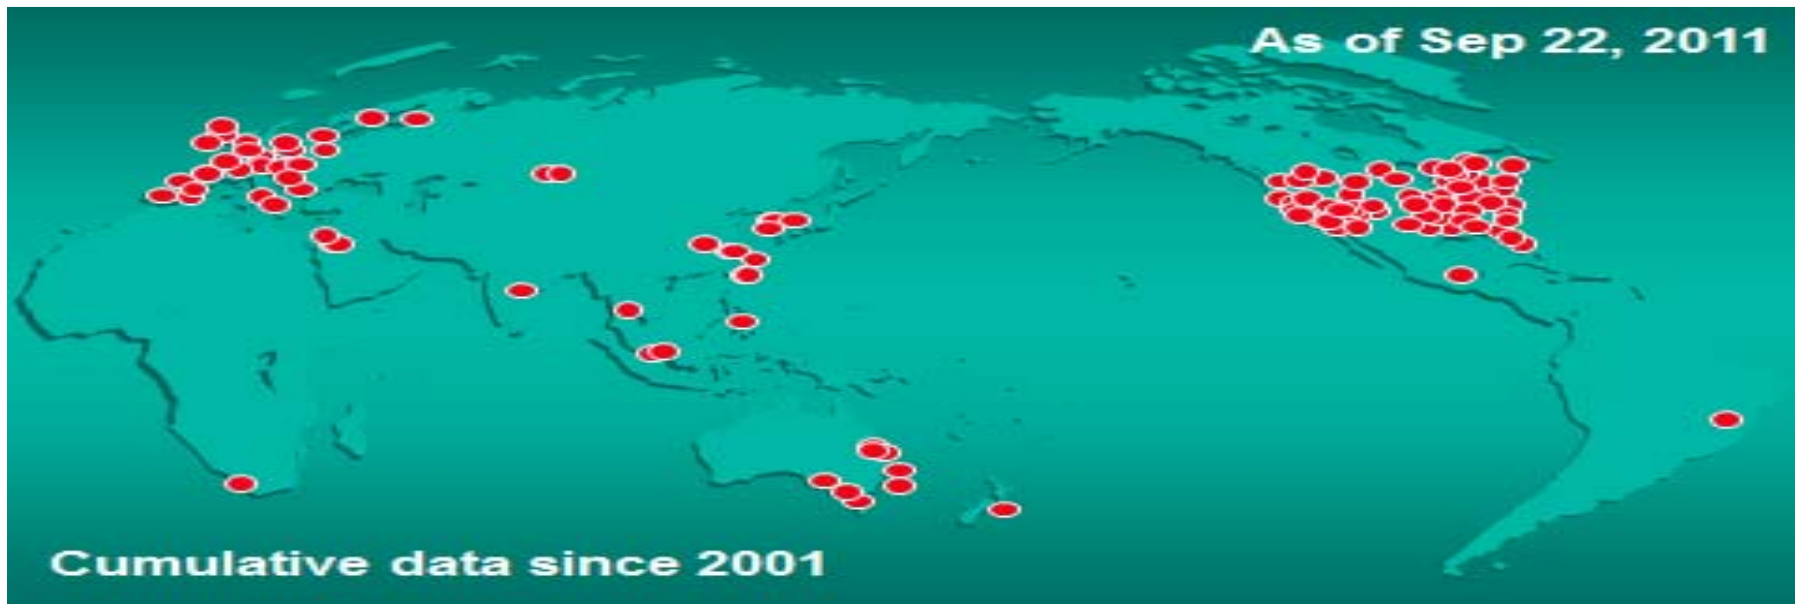 As of Sep 22, 2011
Cumulative data since 2001